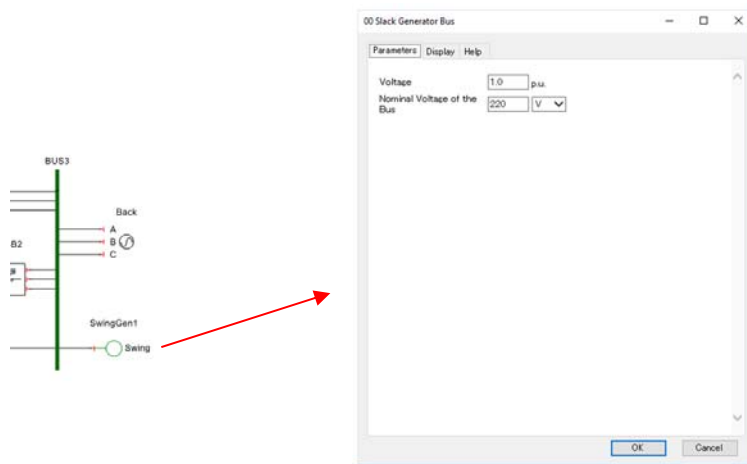 00 Slack Generator Bus
Parameters Display Help
Voltage 1.0 p.u.
Nominal Voltage of the Bus 220 V
BUS3
Back
A
B
C
B2
SwingGen1
Swing
OK Cancel